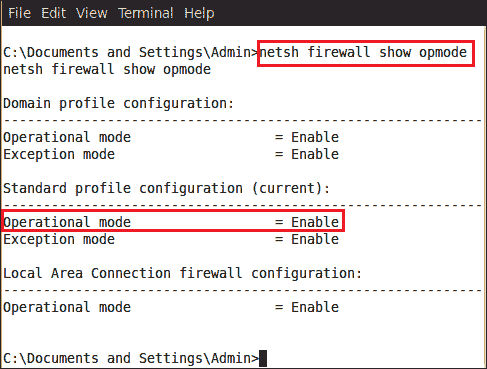 File Edit View Terminal Help
C:\Documents and Settings\Admin>netsh firewall show opmode
netsh firewall show opmode
Domain profile configuration:
-------------------------------------------------------------------
Operational mode                  = Enable
Exception mode                    = Enable
Standard profile configuration (current):
-------------------------------------------------------------------
Operational mode                  = Enable
Exception mode                    = Enable
Local Area Connection firewall configuration:
-------------------------------------------------------------------
Operational mode                  = Enable
C:\Documents and Settings\Admin>